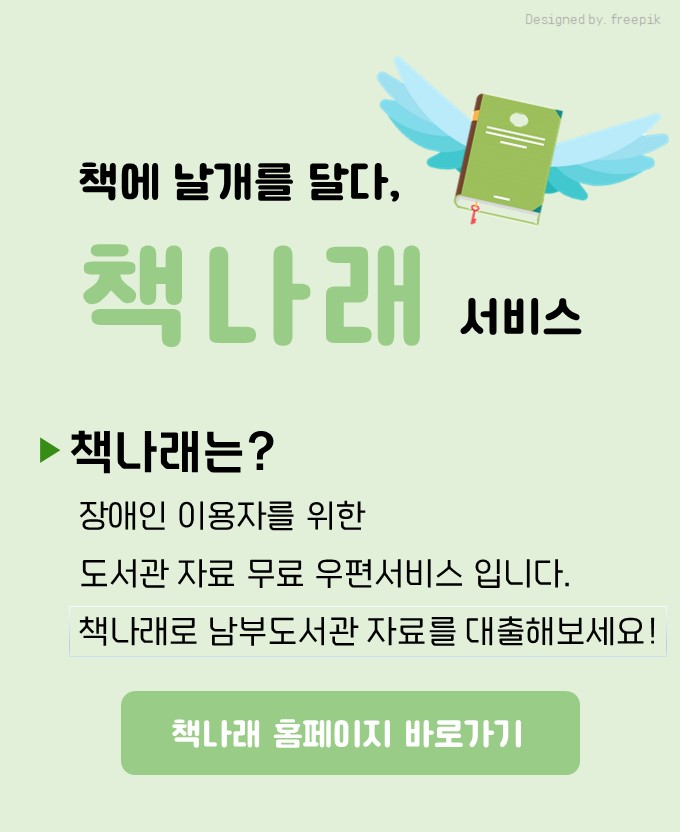 Designed by. freepik
책에 날개를 달다,
책나래 서비스
책나래는?
장애인 이용자를 위한
도서관 자료 무료 우편서비스 입니다.
책나래로 남부도서관 자료를 대출해보세요!
책나래 홈페이지 바로가기